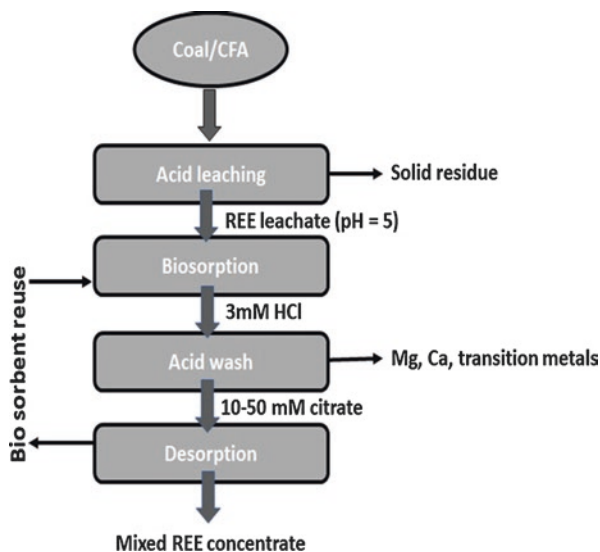 Coal/CFA
Acid leaching
Solid residue
REE leachate (pH = 5)
Biosorption
3mM HCl
Acid wash
Mg, Ca, transition metals
10-50 mM citrate
Desorption
Mixed REE concentrate
Bio sorbent reuse